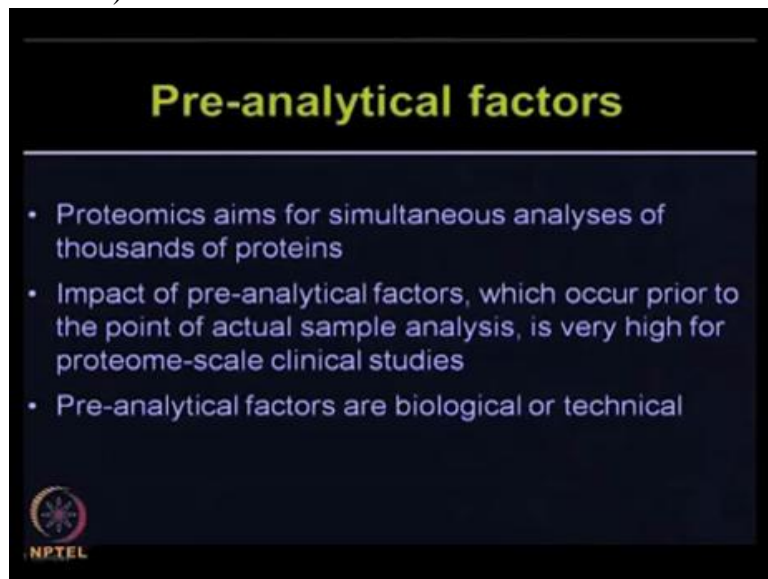 Pre-analytical factors
• Proteomics aims for simultaneous analyses of
thousands of proteins
• Impact of pre-analytical factors, which occur prior to
the point of actual sample analysis, is very high for
proteome-scale clinical studies
• Pre-analytical factors are biological or technical
NPTEL